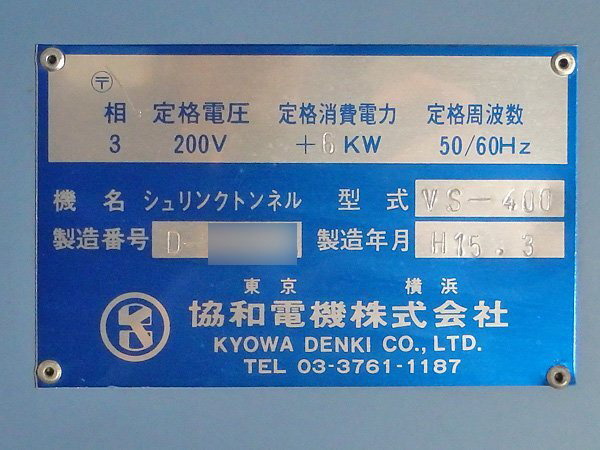 〶
相 定格電圧 定格消費電力 定格周波数
3 200V +6 KW 50/60Hz
機名 シュリンクトンネル 型式 VS-400
製造番号 D- 製造年月 H15.3
東京 横浜
協和電機株式会社
KYOWA DENKI CO., LTD.
TEL 03-3761-1187